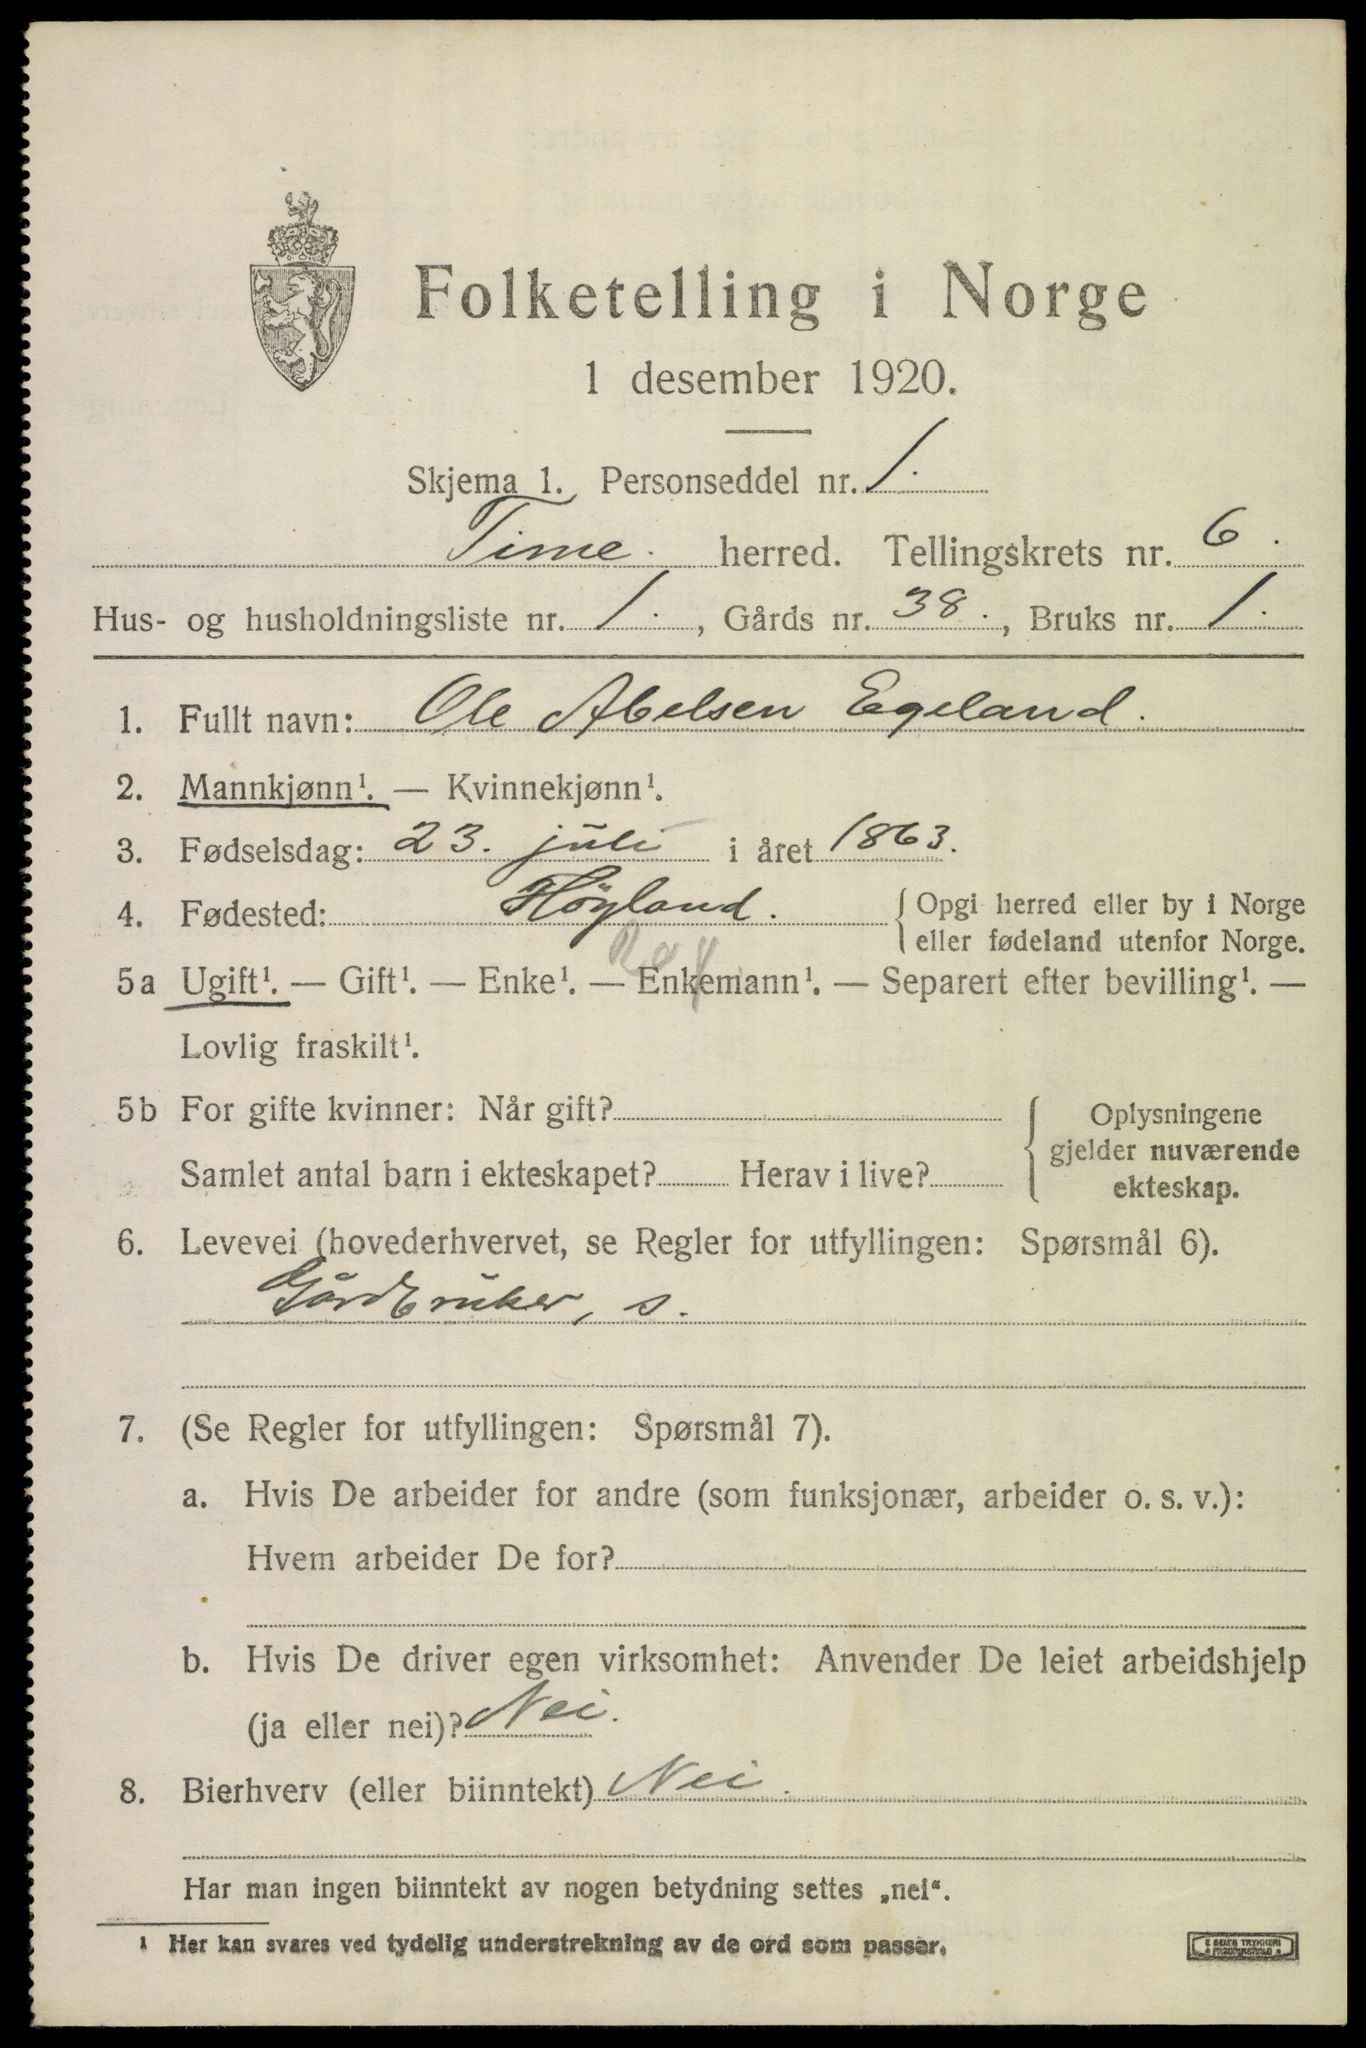 Folketelling i Norge
1 desember 1920.
Skjema 1. Personseddel nr. 1.
Time. herred. Tellingskrets nr. 6.
Hus- og husholdningsliste nr. 1., Gårds nr. 38., Bruks nr. 1.
1. Fullt navn: Ole Abelsen Egeland.
2. Mannkjønn¹. — Kvinnekjønn¹.
3. Fødselsdag: 23. juli i året 1863.
4. Fødested: Höyland. { Opgi herred eller by i Norge
eller fødeland utenfor Norge.
5a Ugift¹. — Gift¹. — Enke¹. — Enkemann¹. — Separert efter bevilling¹. —
Lovlig fraskilt¹.
5b For gifte kvinner: Når gift?
Samlet antal barn i ekteskapet? Herav i live?
{ Oplysningene
gjelder nuværende
ekteskap.
6. Levevei (hovederhvervet, se Regler for utfyllingen: Spørsmål 6).
Gårdbruker, s.
7. (Se Regler for utfyllingen: Spørsmål 7).
a. Hvis De arbeider for andre (som funksjonær, arbeider o. s. v.):
Hvem arbeider De for?
b. Hvis De driver egen virksomhet: Anvender De leiet arbeidshjelp
(ja eller nei)? Nei.
8. Bierhverv (eller biinntekt) Nei.
Har man ingen biinntekt av nogen betydning settes „nei“.
¹ Her kan svares ved tydelig understrekning av de ord som passer.